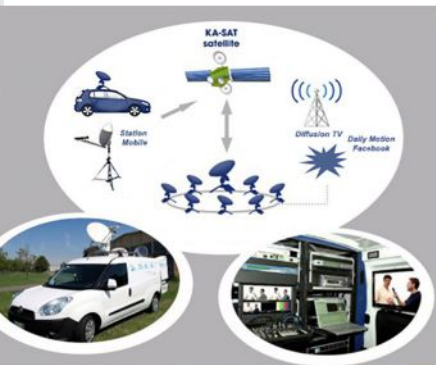 KA-SAT
satellite
Station
Mobile
Diffusion TV
Daily Motion
Facebook